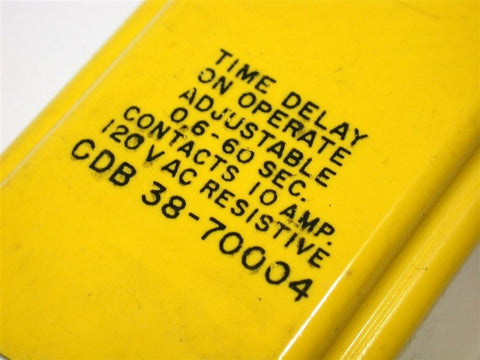 TIME DELAY
ON OPERATE
ADJUSTABLE
0.6-60 SEC.
CONTACTS 10 AMP.
120 VAC RESISTIVE
CDB 38-70004